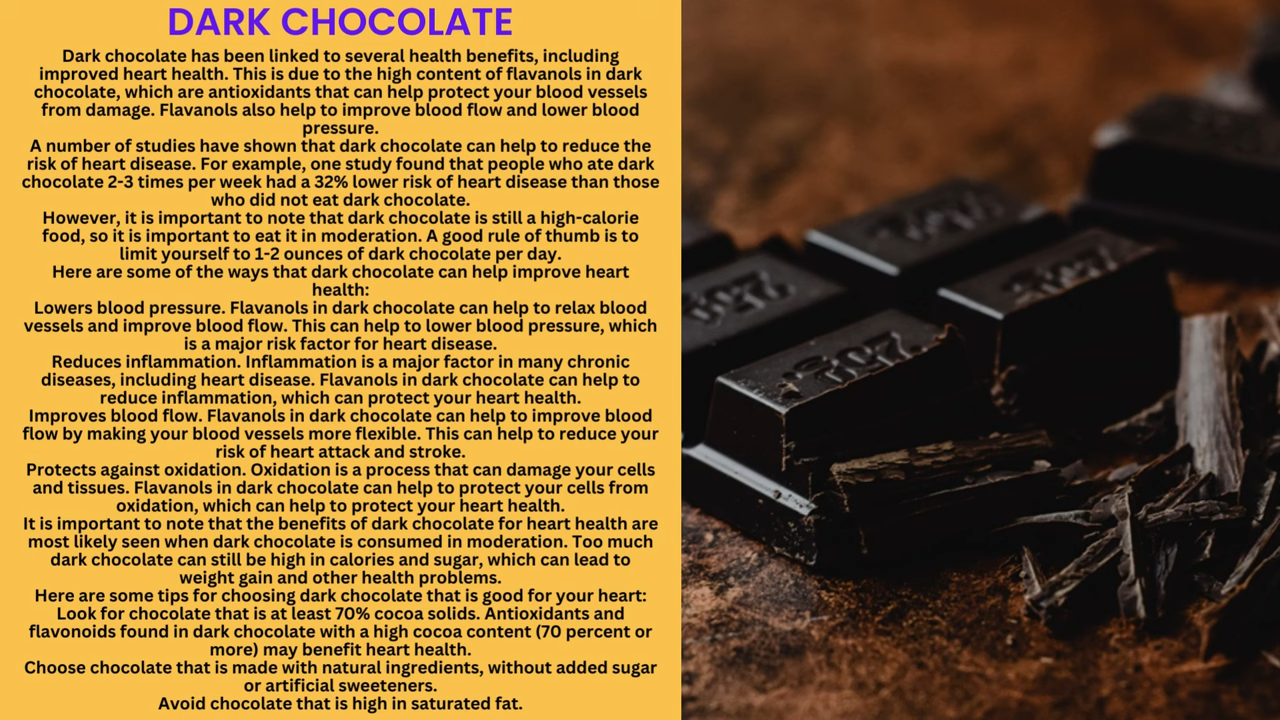 DARK CHOCOLATE
Dark chocolate has been linked to several health benefits, including
improved heart health. This is due to the high content of flavanols in dark
chocolate, which are antioxidants that can help protect your blood vessels
from damage. Flavanols also help to improve blood flow and lower blood
pressure.
A number of studies have shown that dark chocolate can help to reduce the
risk of heart disease. For example, one study found that people who ate dark
chocolate 2-3 times per week had a 32% lower risk of heart disease than those
who did not eat dark chocolate.
However, it is important to note that dark chocolate is still a high-calorie
food, so it is important to eat it in moderation. A good rule of thumb is to
limit yourself to 1-2 ounces of dark chocolate per day.
Here are some of the ways that dark chocolate can help improve heart
health:
Lowers blood pressure. Flavanols in dark chocolate can help to relax blood
vessels and improve blood flow. This can help to lower blood pressure, which
is a major risk factor for heart disease.
Reduces inflammation. Inflammation is a major factor in many chronic
diseases, including heart disease. Flavanols in dark chocolate can help to
reduce inflammation, which can protect your heart health.
Improves blood flow. Flavanols in dark chocolate can help to improve blood
flow by making your blood vessels more flexible. This can help to reduce your
risk of heart attack and stroke.
Protects against oxidation. Oxidation is a process that can damage your cells
and tissues. Flavanols in dark chocolate can help to protect your cells from
oxidation, which can help to protect your heart health.
It is important to note that the benefits of dark chocolate for heart health are
most likely seen when dark chocolate is consumed in moderation. Too much
dark chocolate can still be high in calories and sugar, which can lead to
weight gain and other health problems.
Here are some tips for choosing dark chocolate that is good for your heart:
Look for chocolate that is at least 70% cocoa solids. Antioxidants and
flavonoids found in dark chocolate with a high cocoa content (70 percent or
more) may benefit heart health.
Choose chocolate that is made with natural ingredients, without added sugar
or artificial sweeteners.
Avoid chocolate that is high in saturated fat.